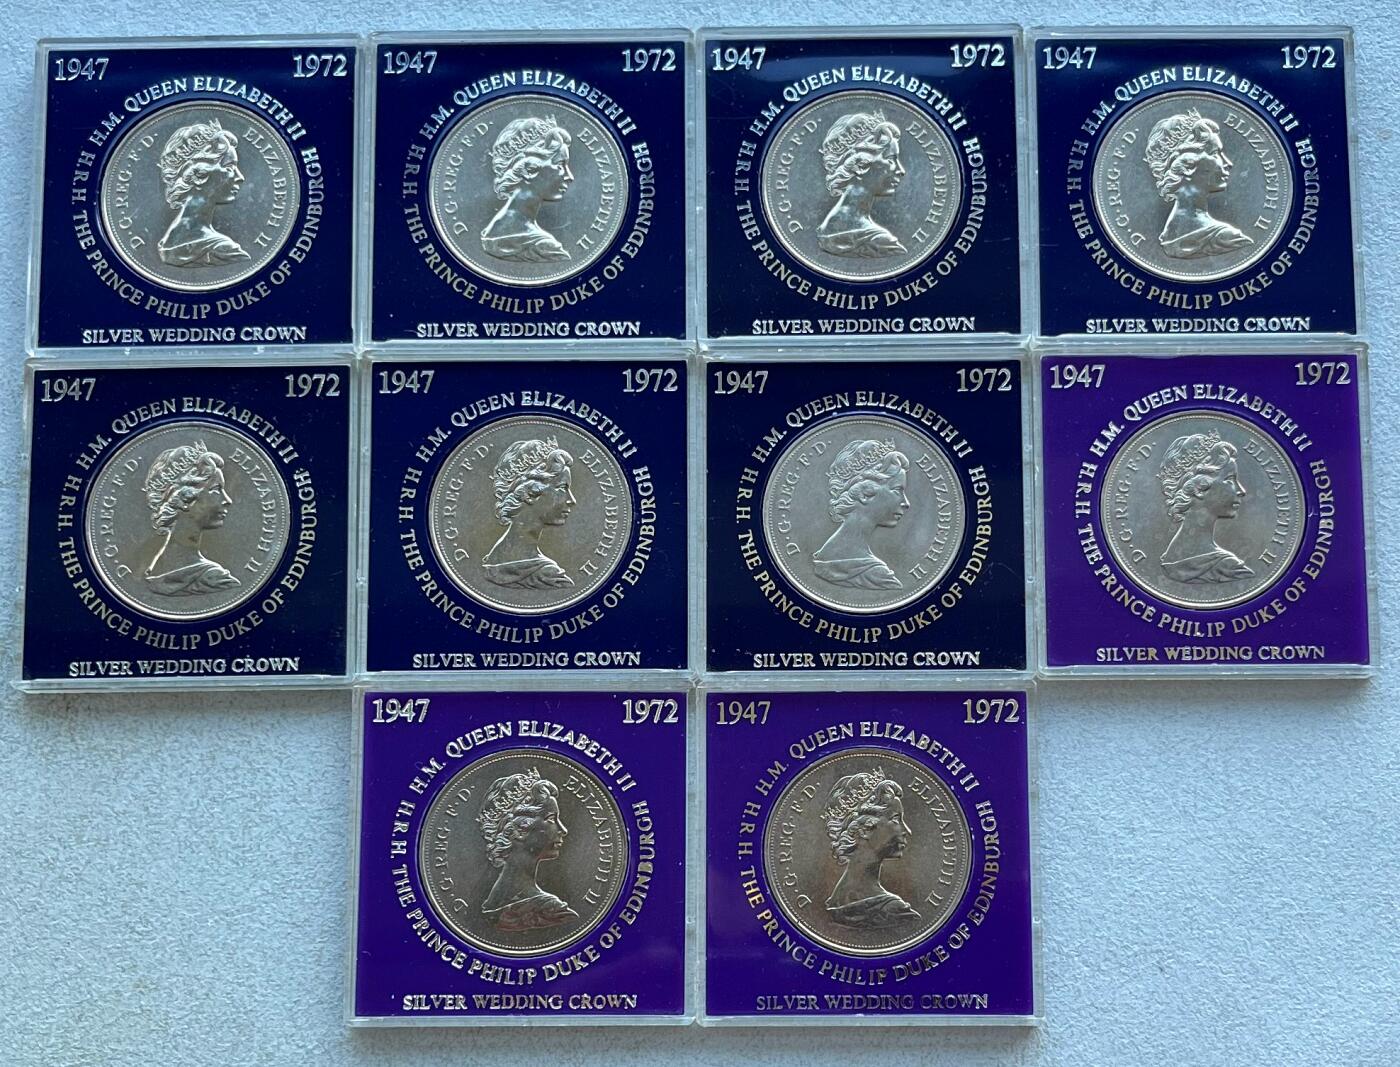 1947 1972
H.M. QUEEN ELIZABETH II
H.R.H. THE PRINCE PHILIP DUKE OF EDINBURGH
D·G·REG·F·D· ELIZABETH II
SILVER WEDDING CROWN
1947 1972
H.M. QUEEN ELIZABETH II
H.R.H. THE PRINCE PHILIP DUKE OF EDINBURGH
D·G·REG·F·D· ELIZABETH II
SILVER WEDDING CROWN
1947 1972
H.M. QUEEN ELIZABETH II
H.R.H. THE PRINCE PHILIP DUKE OF EDINBURGH
D·G·REG·F·D· ELIZABETH II
SILVER WEDDING CROWN
1947 1972
H.M. QUEEN ELIZABETH II
H.R.H. THE PRINCE PHILIP DUKE OF EDINBURGH
D·G·REG·F·D· ELIZABETH II
SILVER WEDDING CROWN
1947 1972
H.M. QUEEN ELIZABETH II
H.R.H. THE PRINCE PHILIP DUKE OF EDINBURGH
D·G·REG·F·D· ELIZABETH II
SILVER WEDDING CROWN
1947 1972
H.M. QUEEN ELIZABETH II
H.R.H. THE PRINCE PHILIP DUKE OF EDINBURGH
D·G·REG·F·D· ELIZABETH II
SILVER WEDDING CROWN
1947 1972
H.M. QUEEN ELIZABETH II
H.R.H. THE PRINCE PHILIP DUKE OF EDINBURGH
D·G·REG·F·D· ELIZABETH II
SILVER WEDDING CROWN
1947 1972
H.M. QUEEN ELIZABETH II
H.R.H. THE PRINCE PHILIP DUKE OF EDINBURGH
D·G·REG·F·D· ELIZABETH II
SILVER WEDDING CROWN
1947 1972
H.M. QUEEN ELIZABETH II
H.R.H. THE PRINCE PHILIP DUKE OF EDINBURGH
D·G·REG·F·D· ELIZABETH II
SILVER WEDDING CROWN
1947 1972
H.M. QUEEN ELIZABETH II
H.R.H. THE PRINCE PHILIP DUKE OF EDINBURGH
D·G·REG·F·D· ELIZABETH II
SILVER WEDDING CROWN